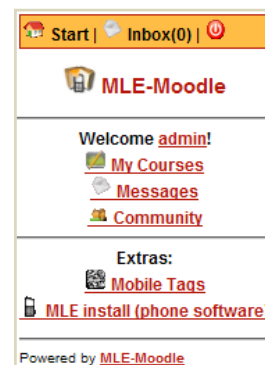 Start | Inbox(0) |
MLE-Moodle
Welcome admin!
My Courses
Messages
Community
Extras:
Mobile Tags
MLE install (phone software)
Powered by MLE-Moodle